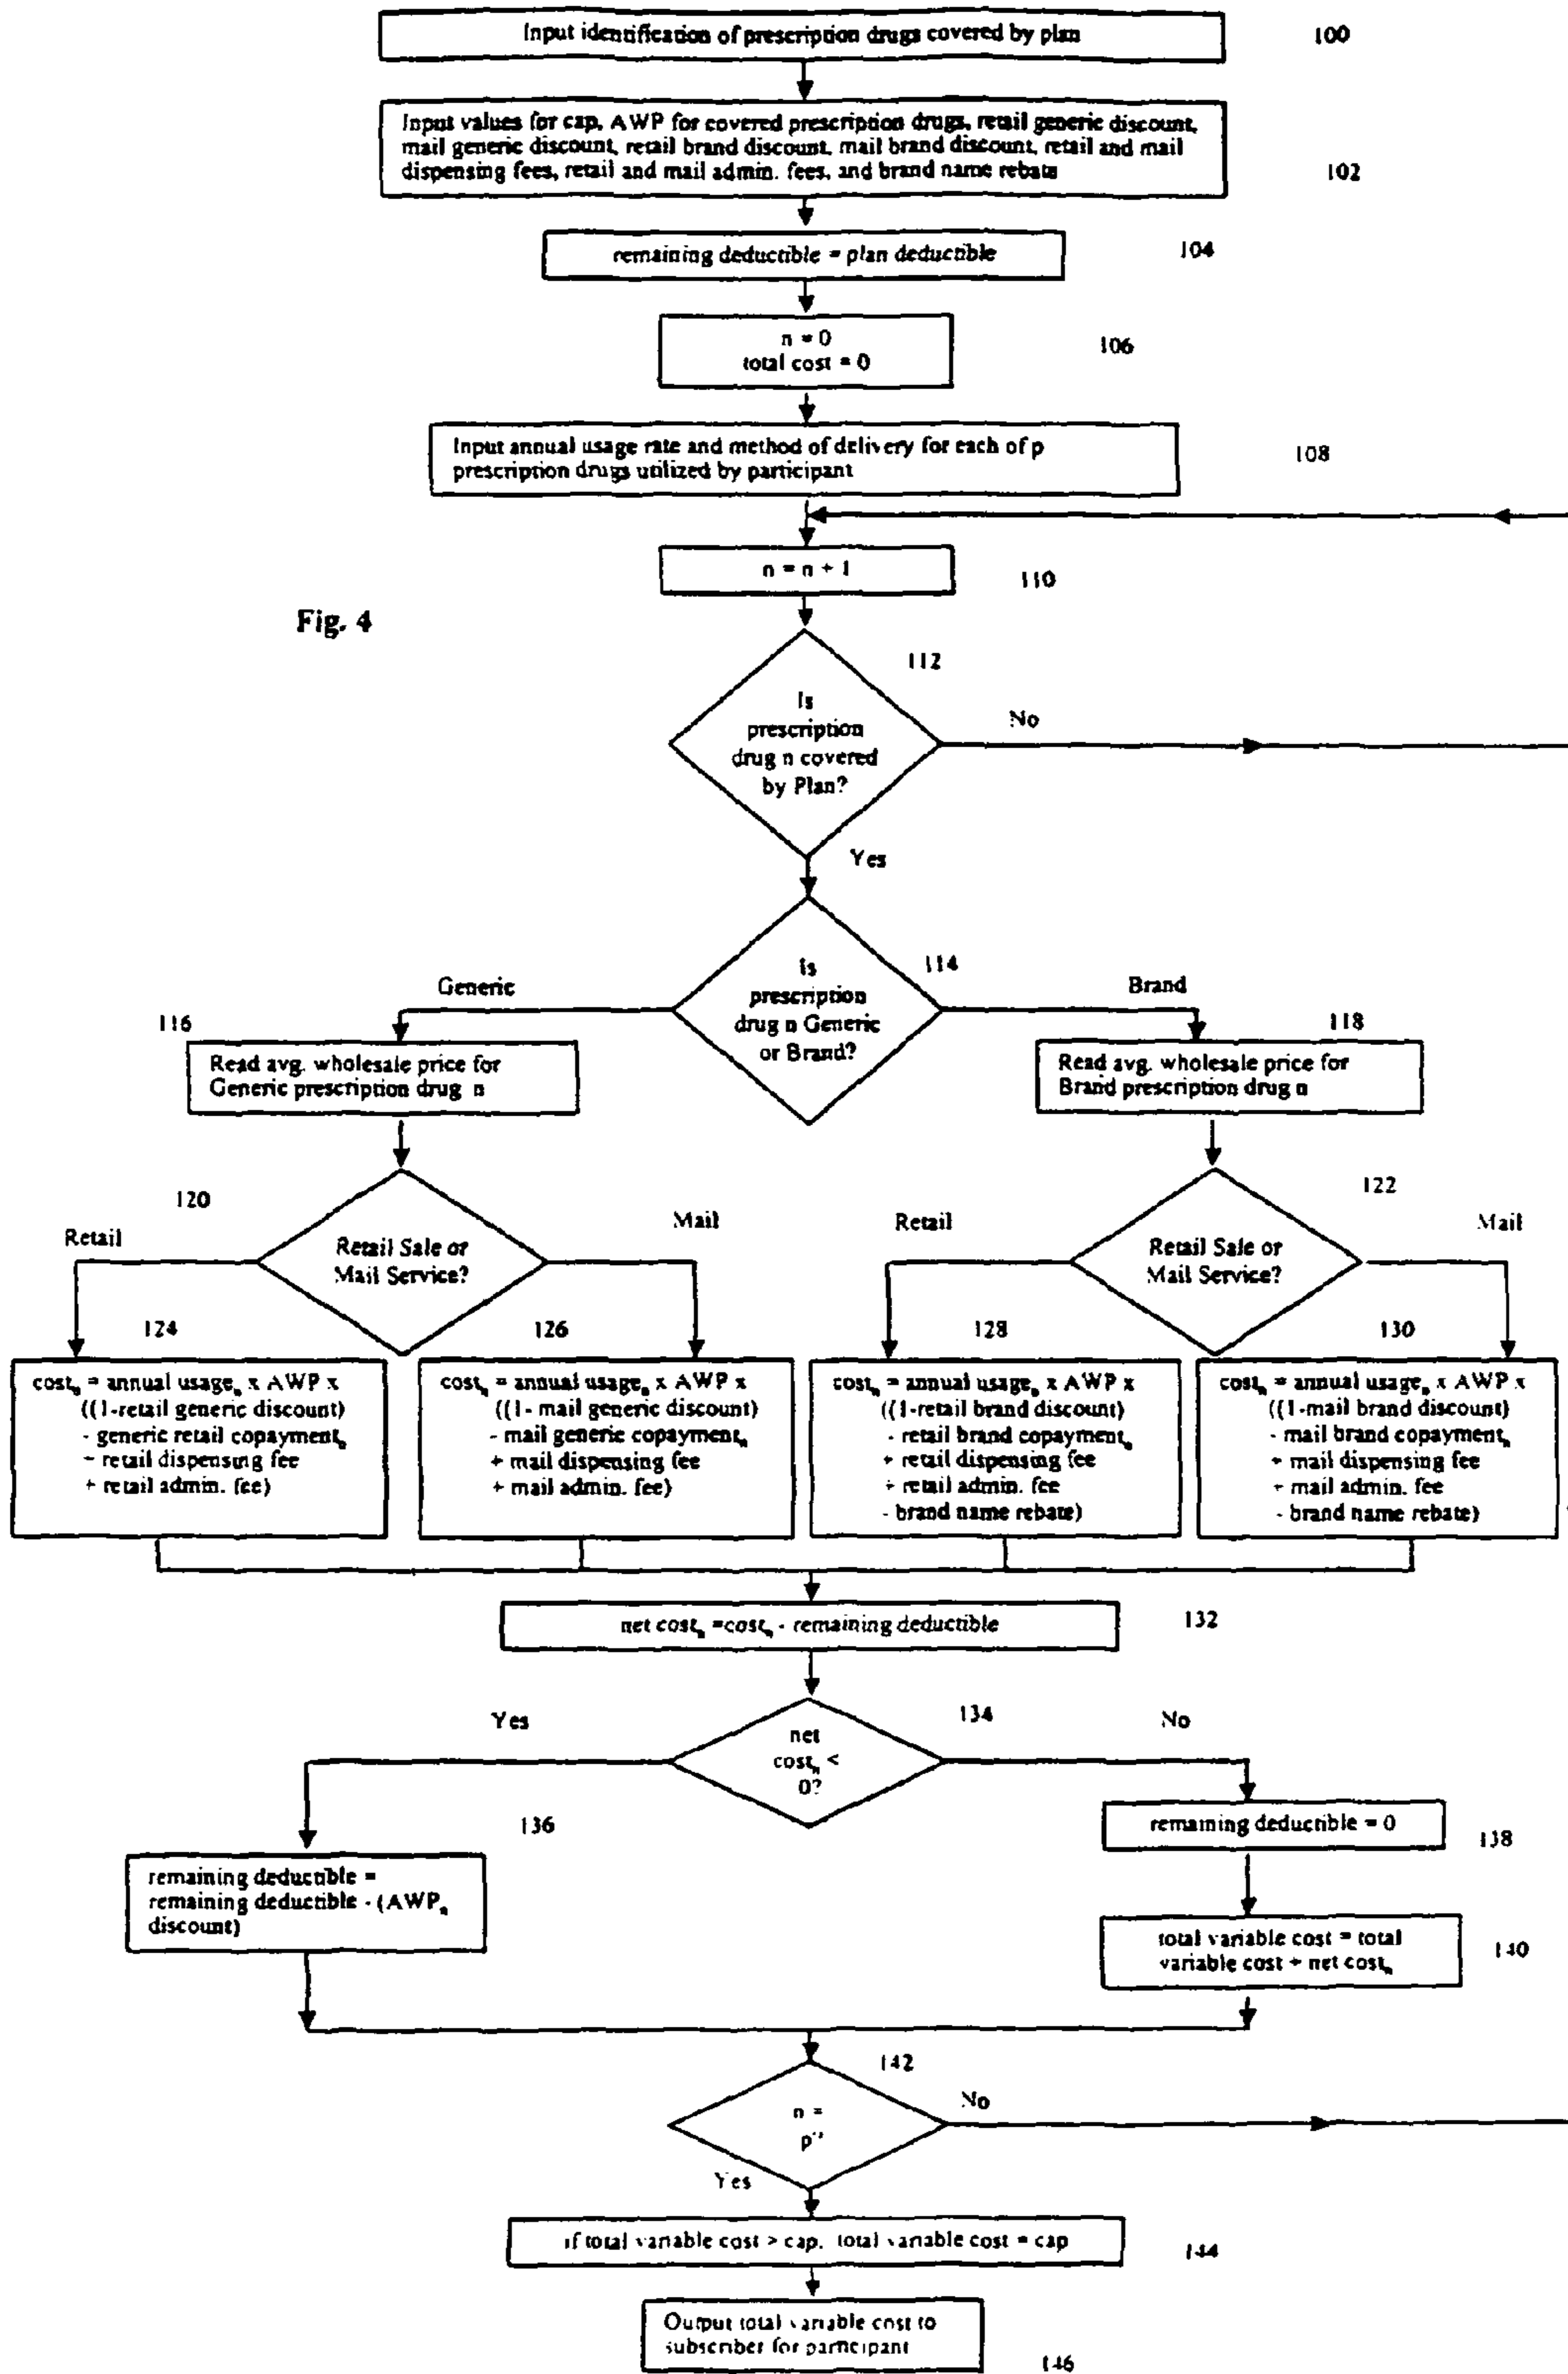 Input identification of prescription drugs covered by plan
100
Input values for cap, AWP for covered prescription drugs, retail generic discount,
mail generic discount, retail brand discount, mail brand discount, retail and mail
dispensing fees, retail and mail admin. fees, and brand name rebate
102
remaining deductible = plan deductible
104
n = 0
total cost = 0
106
Input annual usage rate and method of delivery for each of p
prescription drugs utilized by participant
108
n = n + 1
110
Fig. 4
112
Is
prescription
drug n covered
by Plan?
No
Yes
114
Is
prescription
drug n Generic
or Brand?
Generic
Brand
116
Read avg. wholesale price for
Generic prescription drug n
118
Read avg. wholesale price for
Brand prescription drug n
120
Retail
Retail Sale or
Mail Service?
Mail
122
Retail
Retail Sale or
Mail Service?
Mail
124
costₙ = annual usageₙ x AWP x
((1-retail generic discount)
- generic retail copaymentₙ
+ retail dispensing fee
+ retail admin. fee)
126
costₙ = annual usageₙ x AWP x
((1- mail generic discount)
- mail generic copaymentₙ
+ mail dispensing fee
+ mail admin. fee)
128
costₙ = annual usageₙ x AWP x
((1-retail brand discount)
- retail brand copaymentₙ
+ retail dispensing fee
+ retail admin. fee
- brand name rebate)
130
costₙ = annual usageₙ x AWP x
((1-mail brand discount)
- mail brand copaymentₙ
+ mail dispensing fee
+ mail admin. fee
- brand name rebate)
net costₙ =costₙ - remaining deductible
132
134
net
costₙ <
0?
Yes
No
136
remaining deductible =
remaining deductible - (AWPₙ
discount)
remaining deductible = 0
138
total variable cost = total
variable cost + net costₙ
140
142
n =
p?
No
Yes
if total variable cost > cap, total variable cost = cap
144
Output total variable cost to
subscriber for participant
146